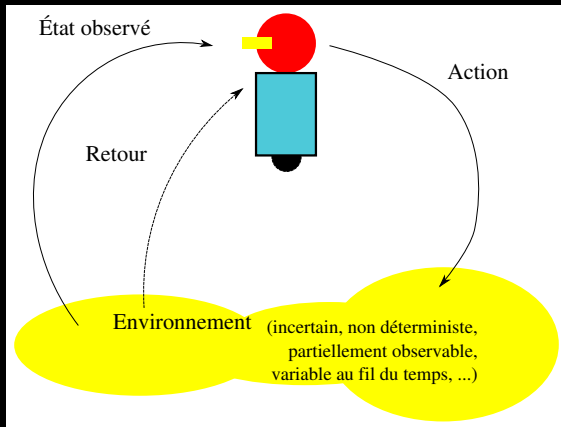 État observé
Action
Retour
Environnement
(incertain, non déterministe,
partiellement observable,
variable au fil du temps, ...)